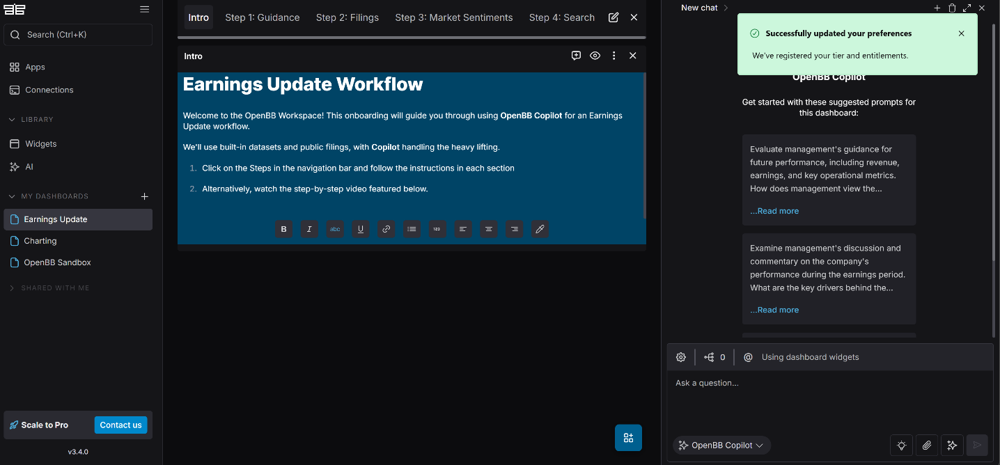 Search (Ctrl+K)
Apps
Connections
LIBRARY
Widgets
AI
MY DASHBOARDS
Earnings Update
Charting
OpenBB Sandbox
SHARED WITH ME
Scale to Pro
Contact us
v3.4.0
Intro
Step 1: Guidance
Step 2: Filings
Step 3: Market Sentiments
Step 4: Search
Intro
Earnings Update Workflow
Welcome to the OpenBB Workspace! This onboarding will guide you through using OpenBB Copilot for an Earnings
Update workflow.
We'll use built-in datasets and public filings, with Copilot handling the heavy lifting.
1. Click on the Steps in the navigation bar and follow the instructions in each section
2. Alternatively, watch the step-by-step video featured below.
B
I
abc
U
123
New chat
Successfully updated your preferences
We've registered your tier and entitlements.
OpenBB Copilot
Get started with these suggested prompts for
this dashboard:
Evaluate management's guidance for
future performance, including revenue,
earnings, and key operational metrics.
How does management view the...
...Read more
Examine management's discussion and
commentary on the company's
performance during the earnings period.
What are the key drivers behind the...
...Read more
0
@ Using dashboard widgets
Ask a question...
OpenBB Copilot